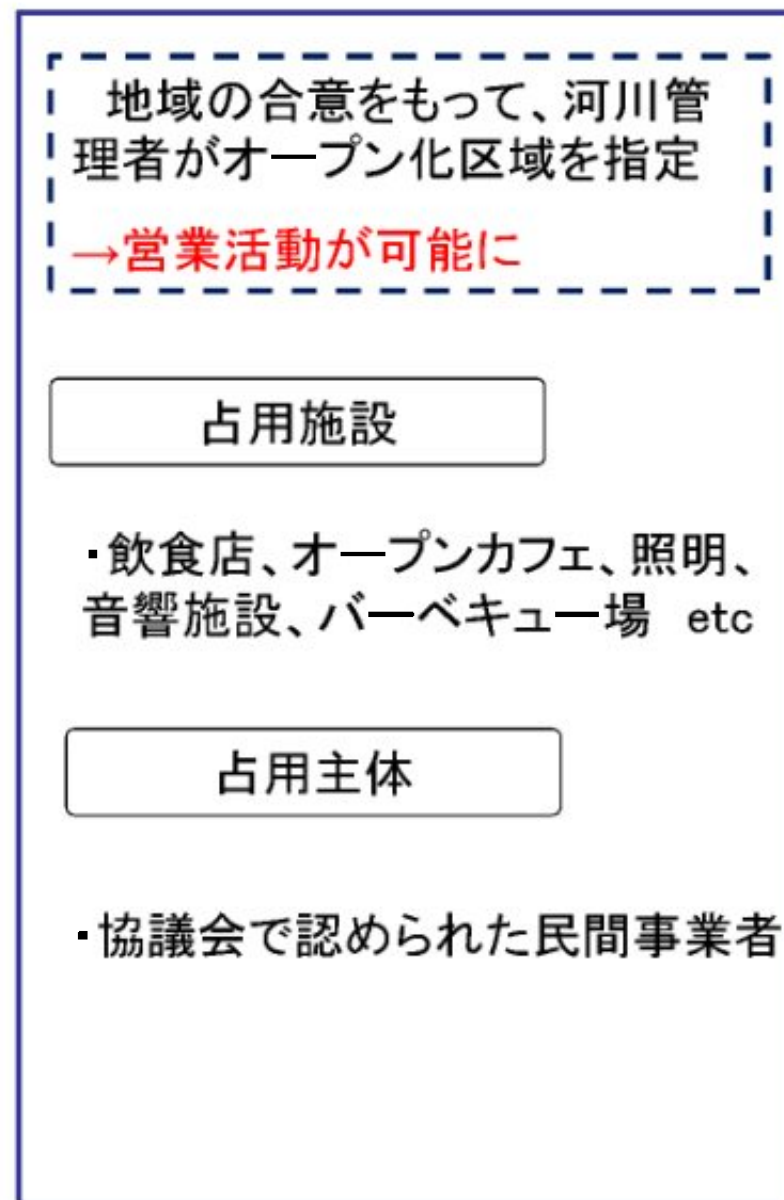 地域の合意をもって、河川管
理者がオープン化区域を指定
→営業活動が可能に
占用施設
・飲食店、オープンカフェ、照明、
音響施設、バーベキュー場　etc
占用主体
・協議会で認められた民間事業者